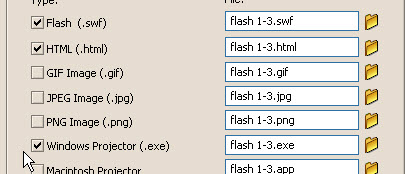 Type: File:
Flash (.swf) flash 1-3.swf
HTML (.html) flash 1-3.html
GIF Image (.gif) flash 1-3.gif
JPEG Image (.jpg) flash 1-3.jpg
PNG Image (.png) flash 1-3.png
Windows Projector (.exe) flash 1-3.exe
Macintosh Projector flash 1-3.app